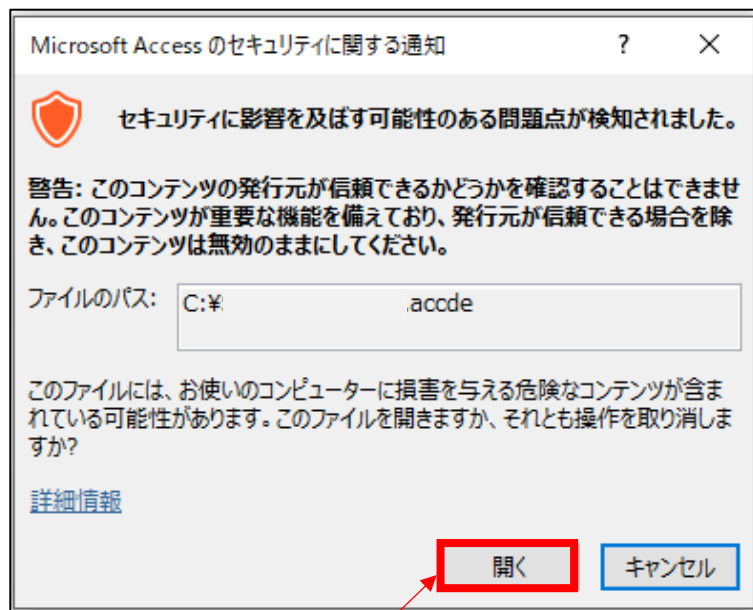 Microsoft Access のセキュリティに関する通知 ?
セキュリティに影響を及ぼす可能性のある問題点が検知されました。
警告: このコンテンツの発行元が信頼できるかどうかを確認することはできませ
ん。このコンテンツが重要な機能を備えており、発行元が信頼できる場合を除
き、このコンテンツは無効のままにしてください。
ファイルのパス: C:¥ .accde
このファイルには、お使いのコンピューターに損害を与える危険なコンテンツが含ま
れている可能性があります。このファイルを開きますか、それとも操作を取り消しま
すか?
詳細情報
開く キャンセル